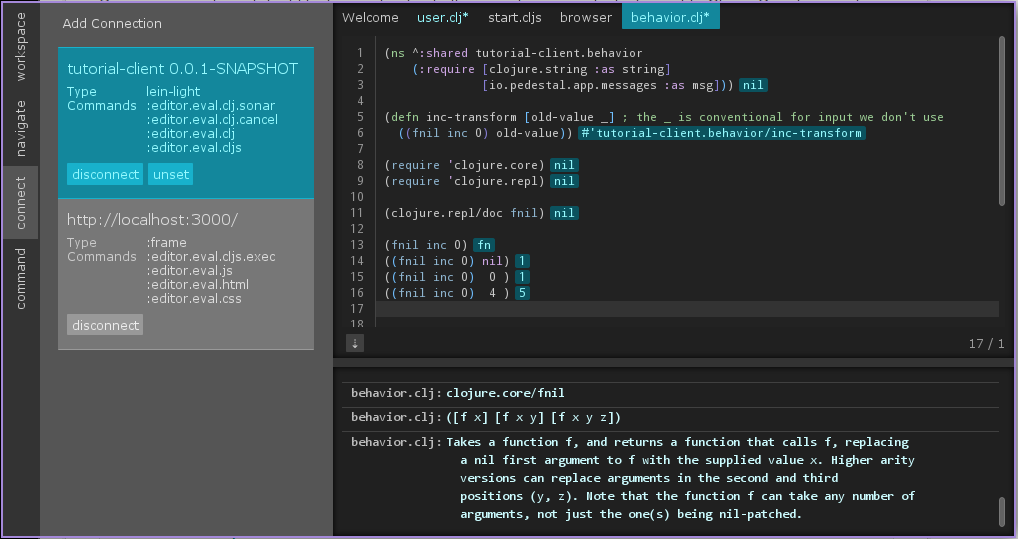 workspace
navigate
connect
command
Add Connection
tutorial-client 0.0.1-SNAPSHOT
Type lein-light
Commands :editor.eval.clj.sonar
:editor.eval.clj.cancel
:editor.eval.clj
:editor.eval.cljs
disconnect unset
http://localhost:3000/
Type :frame
Commands :editor.eval.cljs.exec
:editor.eval.js
:editor.eval.html
:editor.eval.css
disconnect
Welcome user.clj* start.cljs browser behavior.clj*
1 (ns ^:shared tutorial-client.behavior
2 (:require [clojure.string :as string]
3 [io.pedestal.app.messages :as msg])) nil
4
5 (defn inc-transform [old-value _] ; the _ is conventional for input we don't use
6 ((fnil inc 0) old-value)) #'tutorial-client.behavior/inc-transform
7
8 (require 'clojure.core) nil
9 (require 'clojure.repl) nil
10
11 (clojure.repl/doc fnil) nil
12
13 (fnil inc 0) fn
14 ((fnil inc 0) nil) 1
15 ((fnil inc 0) 0 ) 1
16 ((fnil inc 0) 4 ) 5
17
18
↓ 17 / 1
behavior.clj: clojure.core/fnil
behavior.clj: ([f x] [f x y] [f x y z])
behavior.clj: Takes a function f, and returns a function that calls f, replacing
a nil first argument to f with the supplied value x. Higher arity
versions can replace arguments in the second and third
positions (y, z). Note that the function f can take any number of
arguments, not just the one(s) being nil-patched.